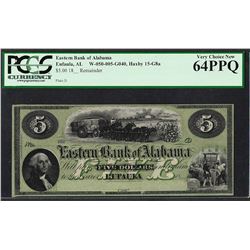 PCGS
CURRENCY
Eastern Bank of Alabama
Eufaula, AL W-050-005-G040, Haxby 15-G8a
$5.00 18__ Remainder
Plate D
Very Choice New
64PPQ
5
5
Eastern Bank of Alabama
FIVE DOLLARS
EUFAULA